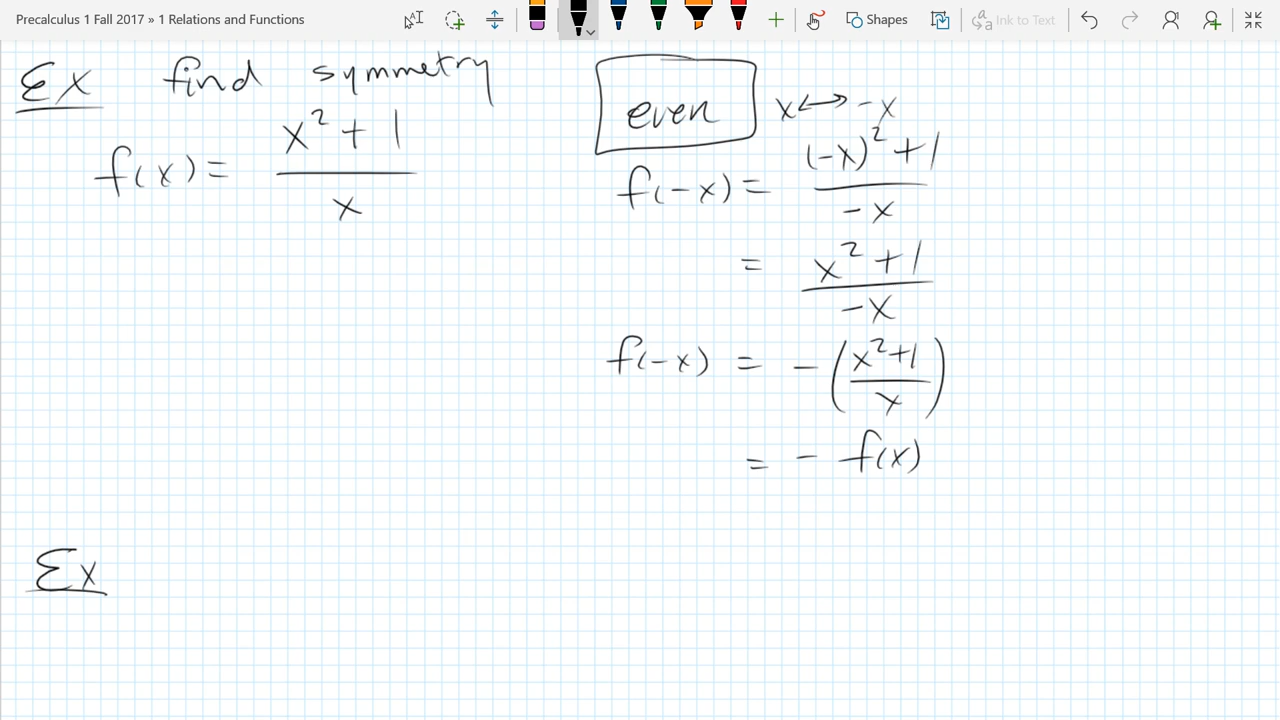 Precalculus 1 Fall 2017 » 1 Relations and Functions
Shapes
Ink to Text
Ex find symmetry
f(x) = x² + 1 / x
even x ↔ -x
f(-x) = (-x)² + 1 / -x
= x² + 1 / -x
f(-x) = - (x² + 1 / x)
= - f(x)
Ex